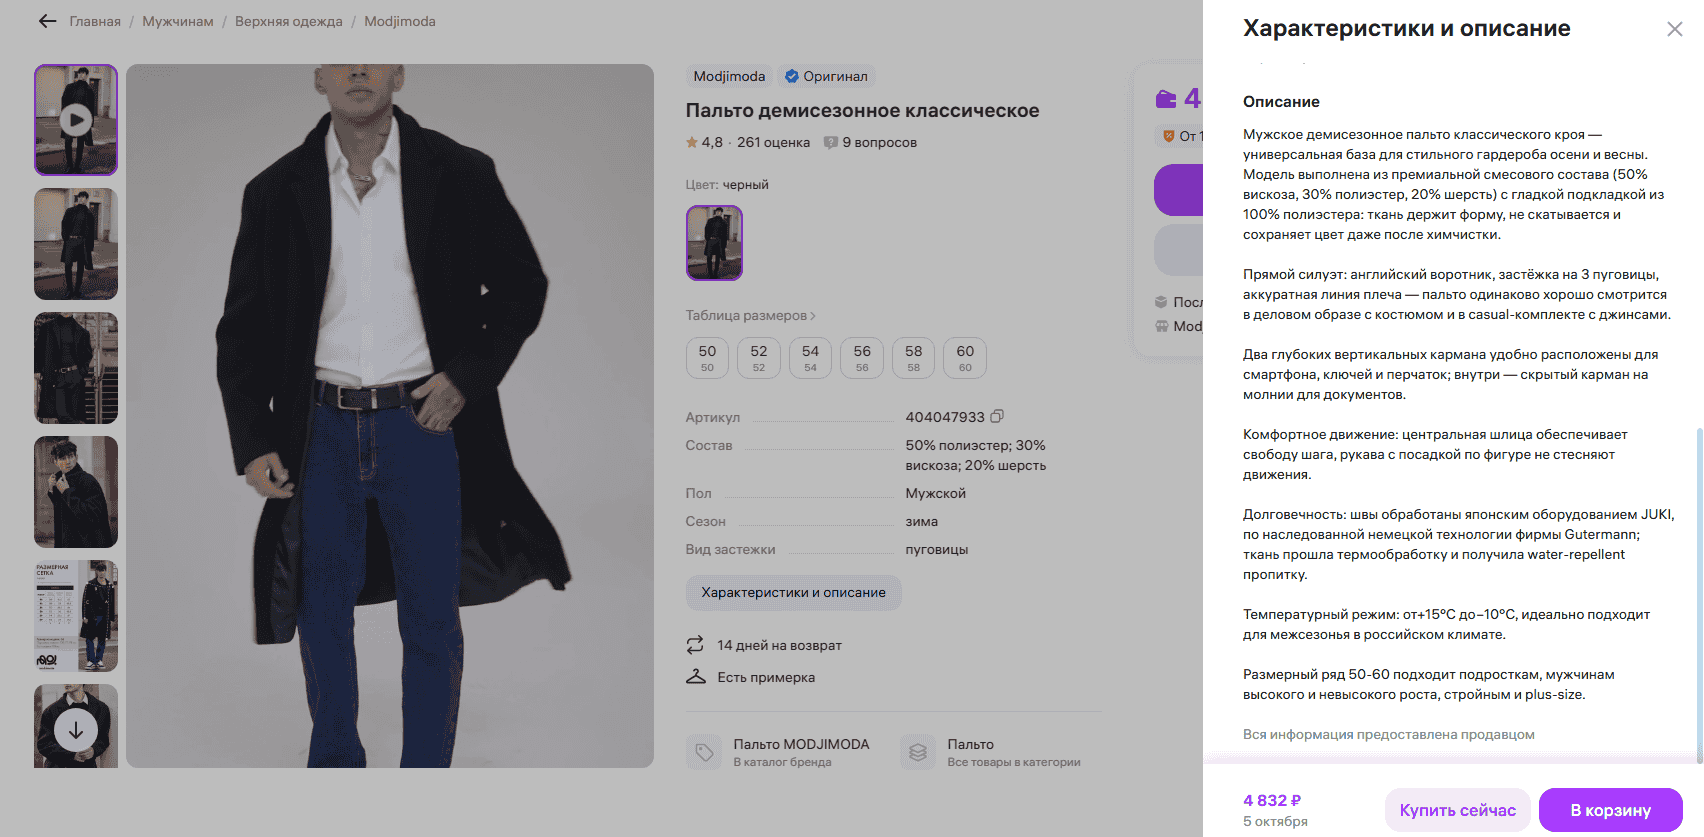 Главная / Мужчинам / Верхняя одежда / Modjimoda
Modjimoda Оригинал
Пальто демисезонное классическое
4,8 · 261 оценка 9 вопросов
Цвет: черный
Таблица размеров
50 52 54 56 58 60
50 52 54 56 58 60
Артикул 404047933
Состав 50% полиэстер; 30%
вискоза; 20% шерсть
Пол Мужской
Сезон зима
Вид застежки пуговицы
Характеристики и описание
14 дней на возврат
Есть примерка
Пальто MODJIMODA
В каталог бренда
Пальто
Все товары в категории
РАЗМЕРНАЯ
СЕТКА
4
От 1
Посл
Mod
Характеристики и описание
Описание
Мужское демисезонное пальто классического кроя —
универсальная база для стильного гардероба осени и весны.
Модель выполнена из премиальной смесового состава (50%
вискоза, 30% полиэстер, 20% шерсть) с гладкой подкладкой из
100% полиэстера: ткань держит форму, не скатывается и
сохраняет цвет даже после химчистки.
Прямой силуэт: английский воротник, застёжка на 3 пуговицы,
аккуратная линия плеча — пальто одинаково хорошо смотрится
в деловом образе с костюмом и в casual-комплекте с джинсами.
Два глубоких вертикальных кармана удобно расположены для
смартфона, ключей и перчаток; внутри — скрытый карман на
молнии для документов.
Комфортное движение: центральная шлица обеспечивает
свободу шага, рукава с посадкой по фигуре не стесняют
движения.
Долговечность: швы обработаны японским оборудованием JUKI,
по наследованной немецкой технологии фирмы Gutermann;
ткань прошла термообработку и получила water-repellent
пропитку.
Температурный режим: от+15°C до−10°C, идеально подходит
для межсезонья в российском климате.
Размерный ряд 50-60 подходит подросткам, мужчинам
высокого и невысокого роста, стройным и plus-size.
Вся информация предоставлена продавцом
4 832 ₽
5 октября
Купить сейчас
В корзину